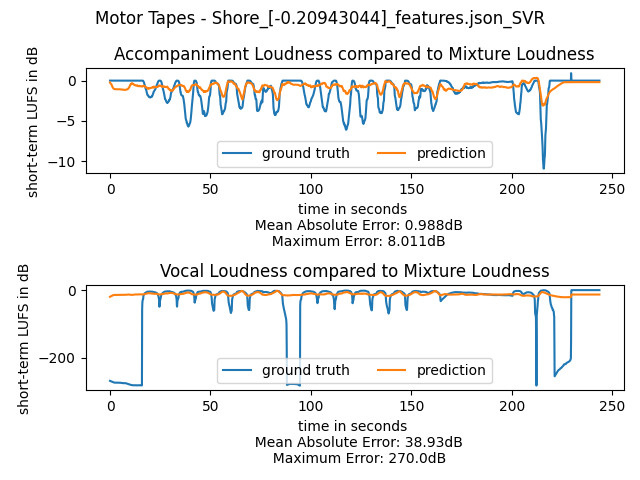 Motor Tapes - Shore_[-0.20943044]_features.json_SVR
Accompaniment Loudness compared to Mixture Loudness
short-term LUFS in dB
0
−5
−10
ground truth
prediction
0 50 100 150 200 250
time in seconds
Mean Absolute Error: 0.988dB
Maximum Error: 8.011dB
Vocal Loudness compared to Mixture Loudness
short-term LUFS in dB
0
−200
ground truth
prediction
0 50 100 150 200 250
time in seconds
Mean Absolute Error: 38.93dB
Maximum Error: 270.0dB